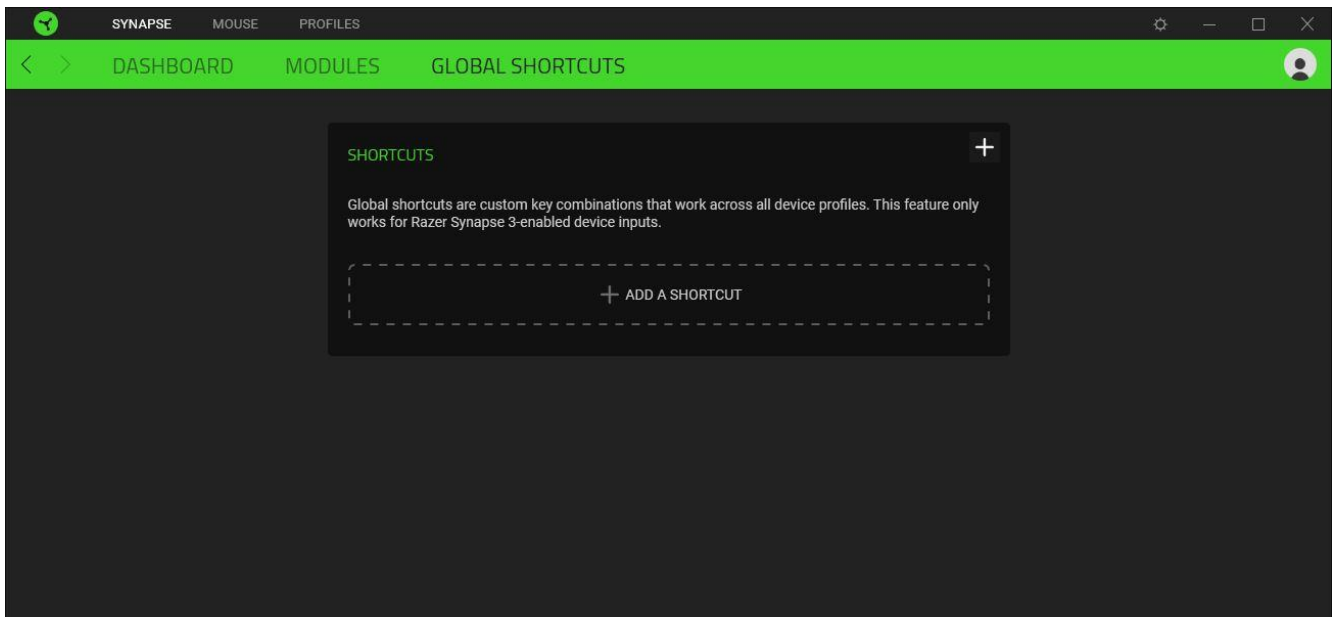 SYNAPSE MOUSE PROFILES
DASHBOARD MODULES GLOBAL SHORTCUTS
SHORTCUTS
Global shortcuts are custom key combinations that work across all device profiles. This feature only
works for Razer Synapse 3-enabled device inputs.
ADD A SHORTCUT